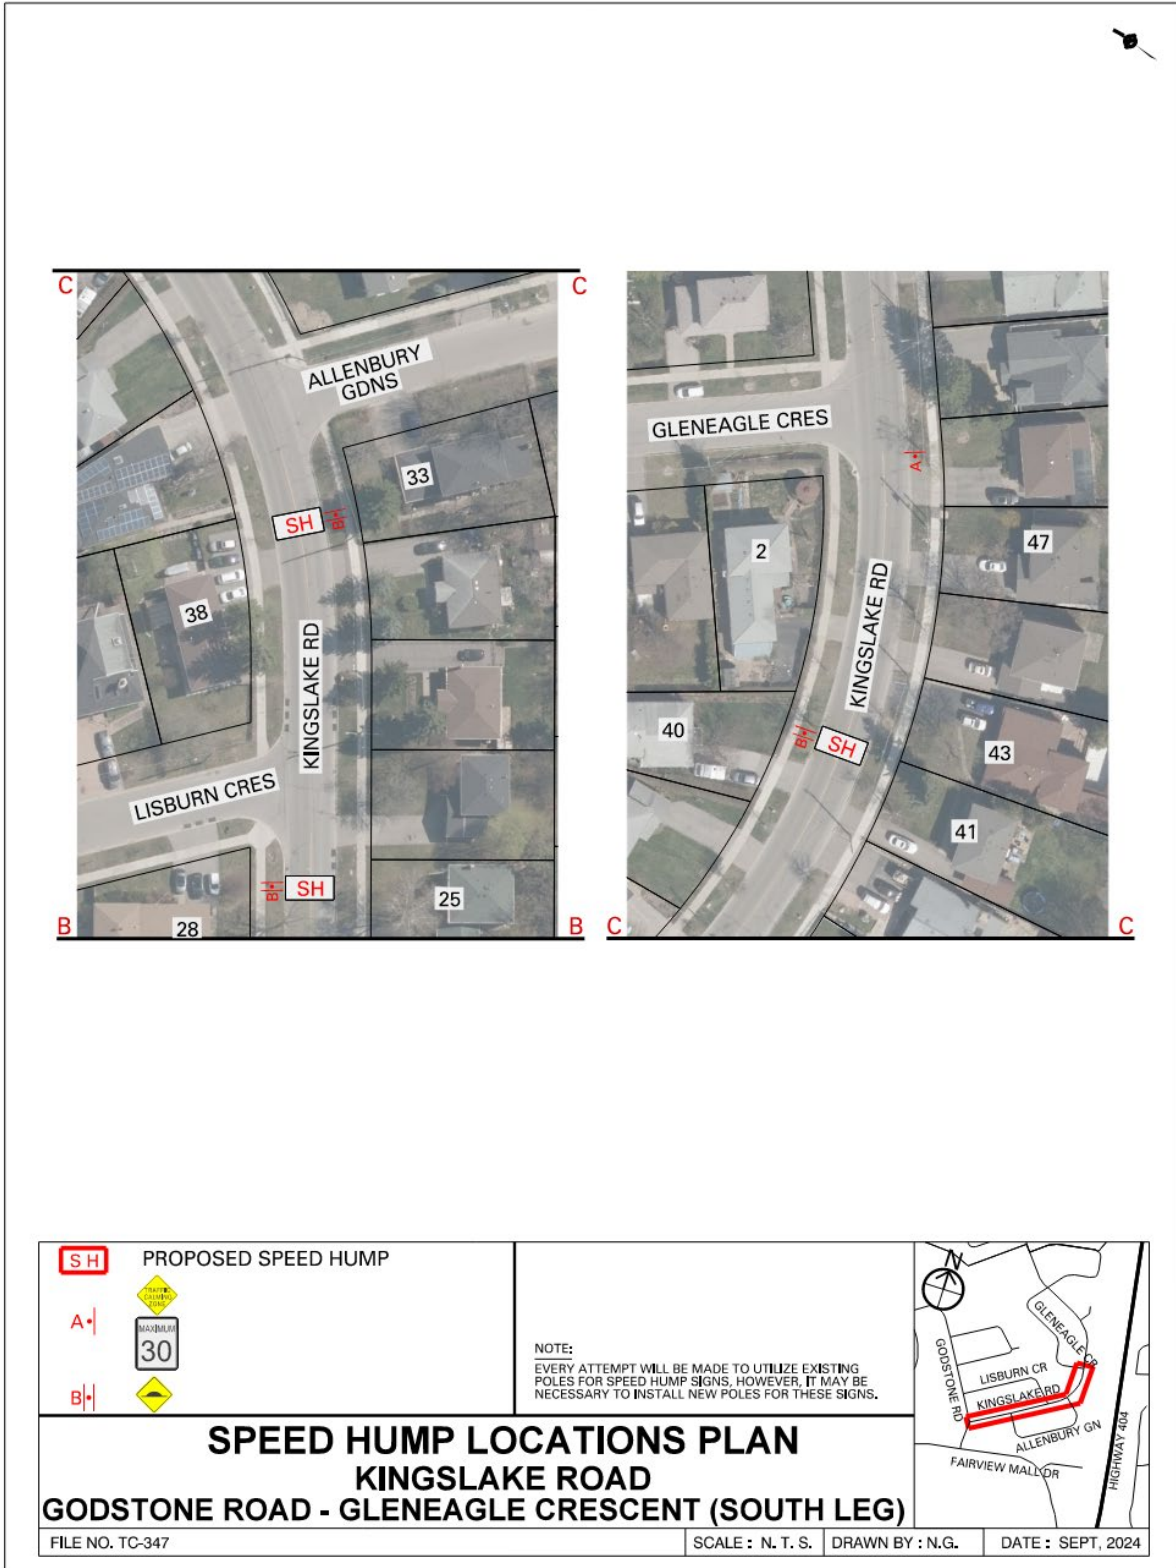 C
C
ALLENBURY
GDNS
33
SH
B
38
KINGSLAKE RD
LISBURN CRES
B
SH
25
28
B
B
GLENEAGLE CRES
A
47
2
KINGSLAKE RD
40
B
SH
43
41
C
C
SH
PROPOSED SPEED HUMP
TRAFFIC
CALMING
ZONE
A
MAXIMUM
30
B
NOTE:
EVERY ATTEMPT WILL BE MADE TO UTILIZE EXISTING
POLES FOR SPEED HUMP SIGNS, HOWEVER, IT MAY BE
NECESSARY TO INSTALL NEW POLES FOR THESE SIGNS.
N
GLENEAGLE CR
GODSTONE RD
LISBURN CR
KINGSLAKE RD
ALLENBURY GN
FAIRVIEW MALL DR
HIGHWAY 404
SPEED HUMP LOCATIONS PLAN
KINGSLAKE ROAD
GODSTONE ROAD - GLENEAGLE CRESCENT (SOUTH LEG)
FILE NO. TC-347
SCALE : N. T. S.
DRAWN BY : N.G.
DATE : SEPT, 2024